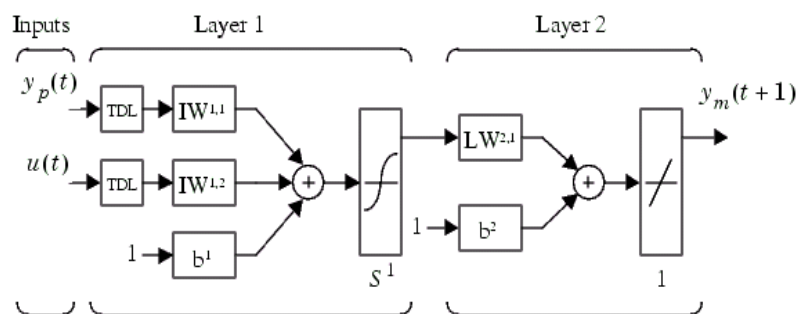 Inputs Layer 1 Layer 2
y_p(t) TDL IW^{1,1} y_m(t+1)
LW^{2,1}
u(t) TDL IW^{1,2} + +
1 b^1 1 b^2
S^1 1